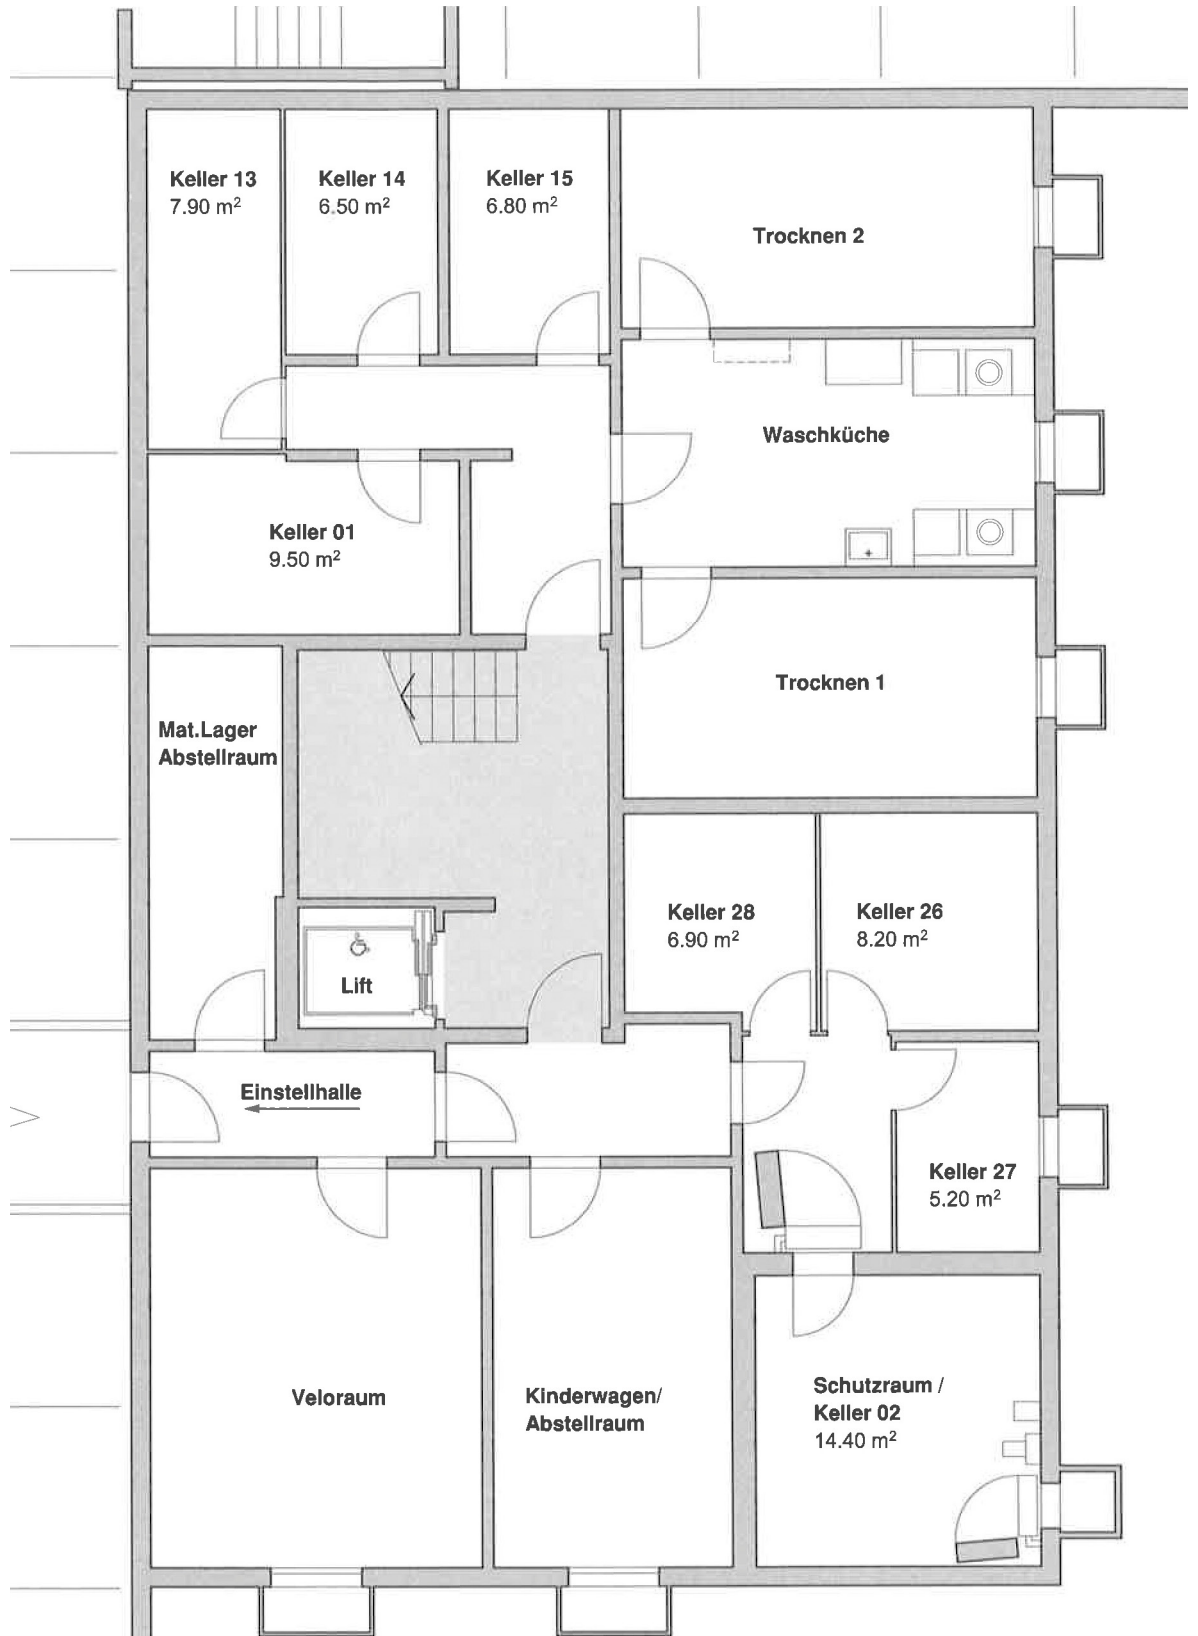 Keller 13
7.90 m²
Keller 14
6.50 m²
Keller 15
6.80 m²
Trocknen 2
Waschküche
Keller 01
9.50 m²
Trocknen 1
Mat.Lager
Abstellraum
Keller 28
6.90 m²
Keller 26
8.20 m²
Lift
Einstellhalle
Keller 27
5.20 m²
Veloraum
Kinderwagen/
Abstellraum
Schutzraum /
Keller 02
14.40 m²